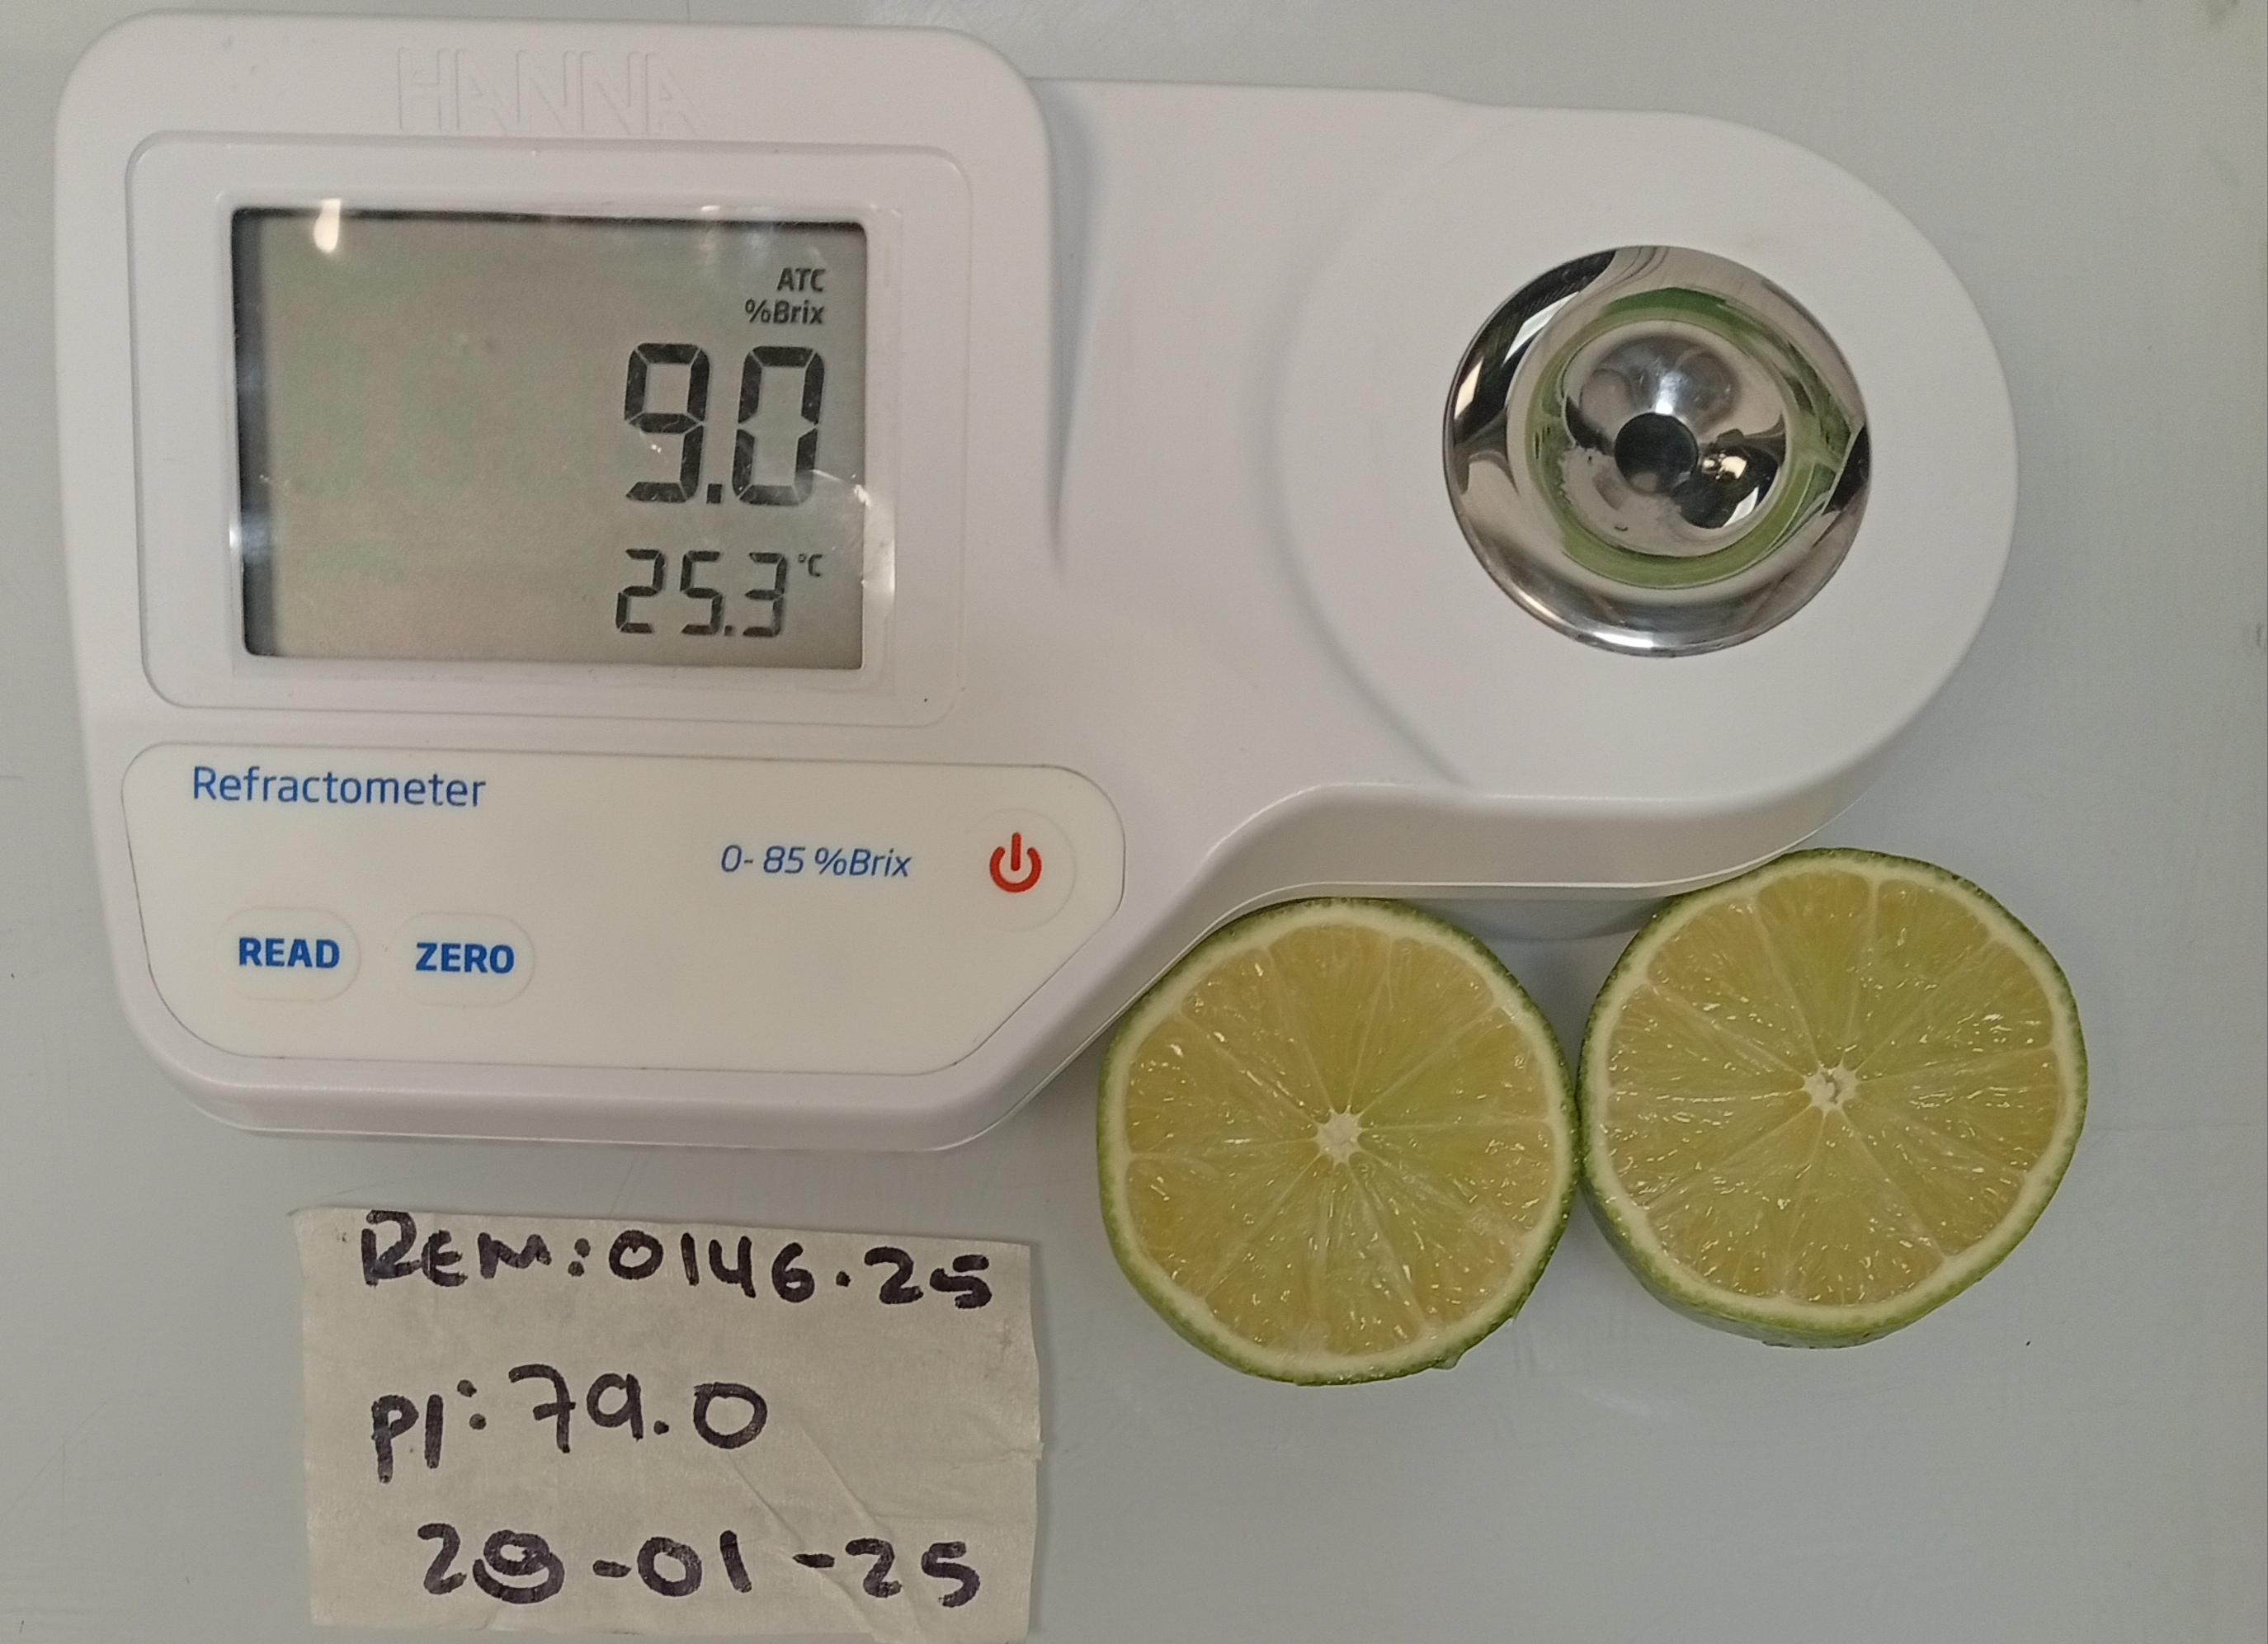 HANNA
ATC
%Brix
9.0
25.3 °C
Refractometer
0-85 %Brix
READ
ZERO
REM:0146.25
PI:79.0
-01-25